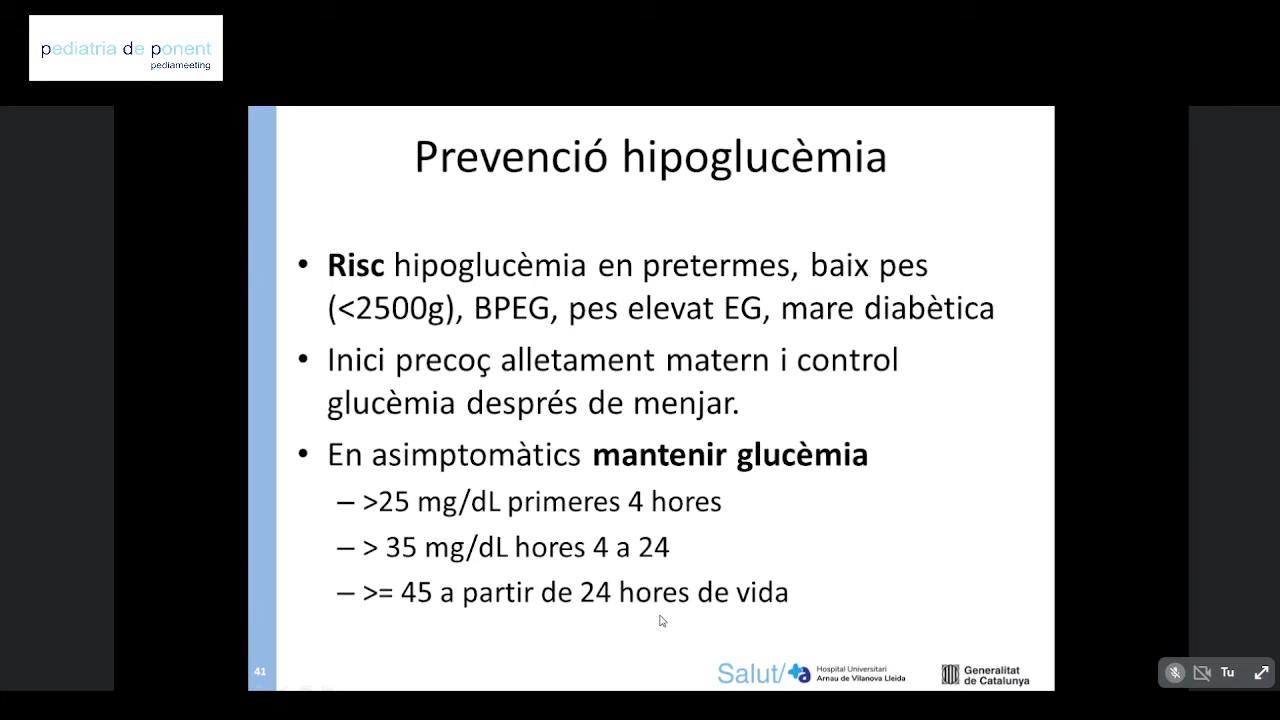 pediatria de ponent
pediameeting
Prevenció hipoglucèmia
• Risc hipoglucèmia en pretermes, baix pes
(<2500g), BPEG, pes elevat EG, mare diabètica
• Inici precoç alletament matern i control
glucèmia després de menjar.
• En asimptomàtics mantenir glucèmia
– >25 mg/dL primeres 4 hores
– > 35 mg/dL hores 4 a 24
– >= 45 a partir de 24 hores de vida
41
Salut/
Hospital Universitari
Arnau de Vilanova Lleida
Generalitat
de Catalunya
Tu